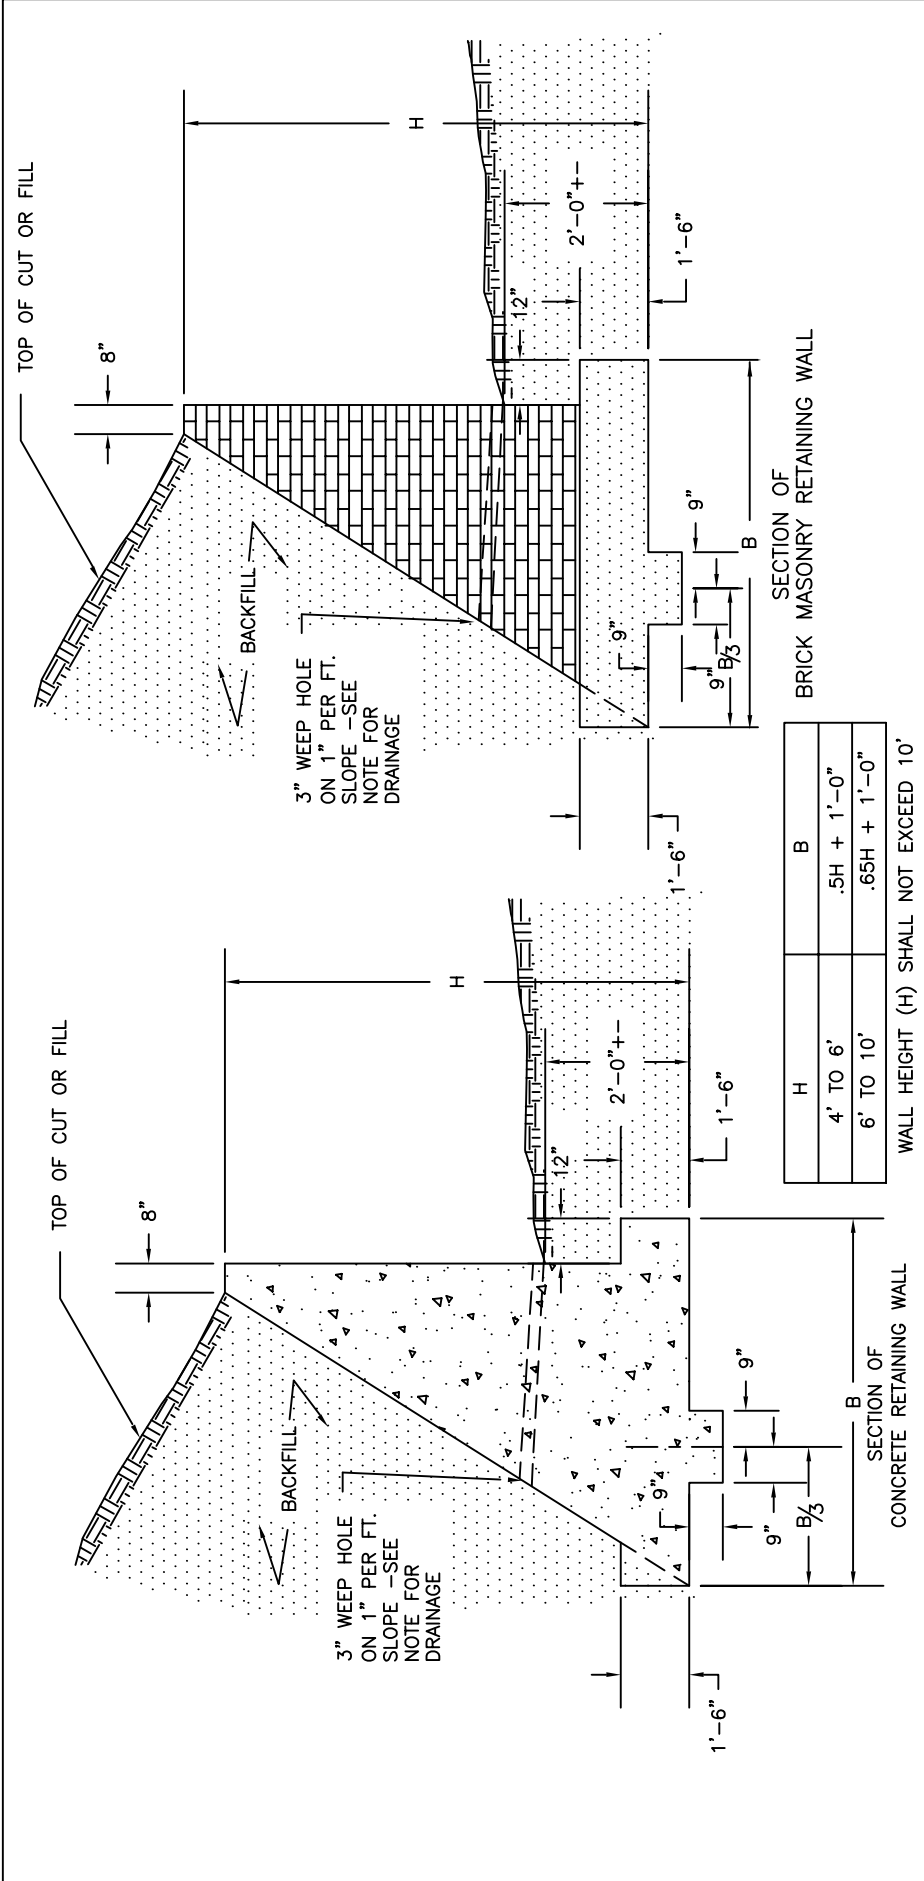 TOP OF CUT OR FILL
8"
H
BACKFILL
3" WEEP HOLE
ON 1" PER FT.
SLOPE -SEE
NOTE FOR
DRAINAGE
12"
2'-0"+-
1'-6"
1'-6"
9"
9"
9"
B/3
B
SECTION OF
CONCRETE RETAINING WALL
TOP OF CUT OR FILL
8"
H
BACKFILL
3" WEEP HOLE
ON 1" PER FT.
SLOPE -SEE
NOTE FOR
DRAINAGE
12"
2'-0"+-
1'-6"
1'-6"
9"
9"
9"
B/3
B
SECTION OF
BRICK MASONRY RETAINING WALL
H B
4' TO 6' .5H + 1'-0"
6' TO 10' .65H + 1'-0"
WALL HEIGHT (H) SHALL NOT EXCEED 10'